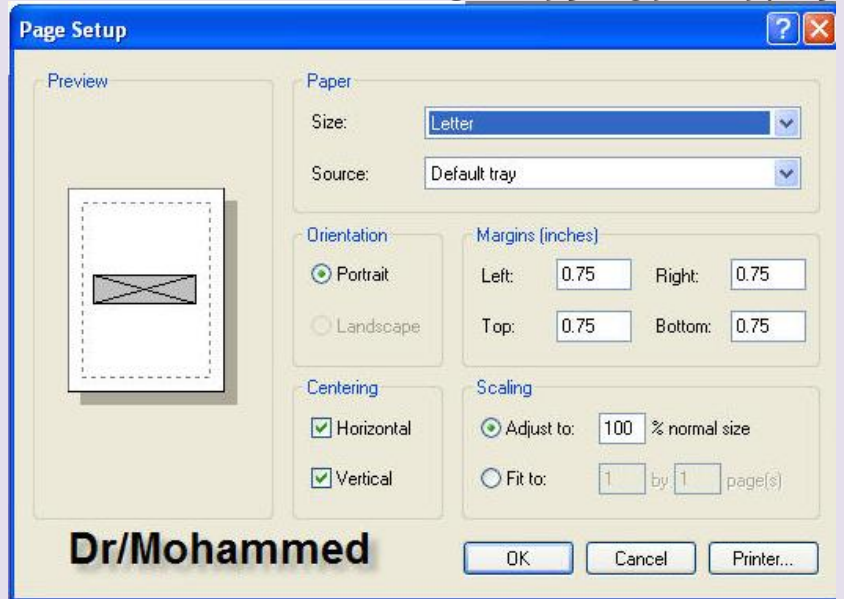 Page Setup
Preview
Paper
Size: Letter
Source: Default tray
Orientation
Portrait
Landscape
Margins (inches)
Left: 0.75 Right: 0.75
Top: 0.75 Bottom: 0.75
Centering
Horizontal
Vertical
Scaling
Adjust to: 100 % normal size
Fit to: 1 by 1 page(s)
Dr/Mohammed
OK Cancel Printer...